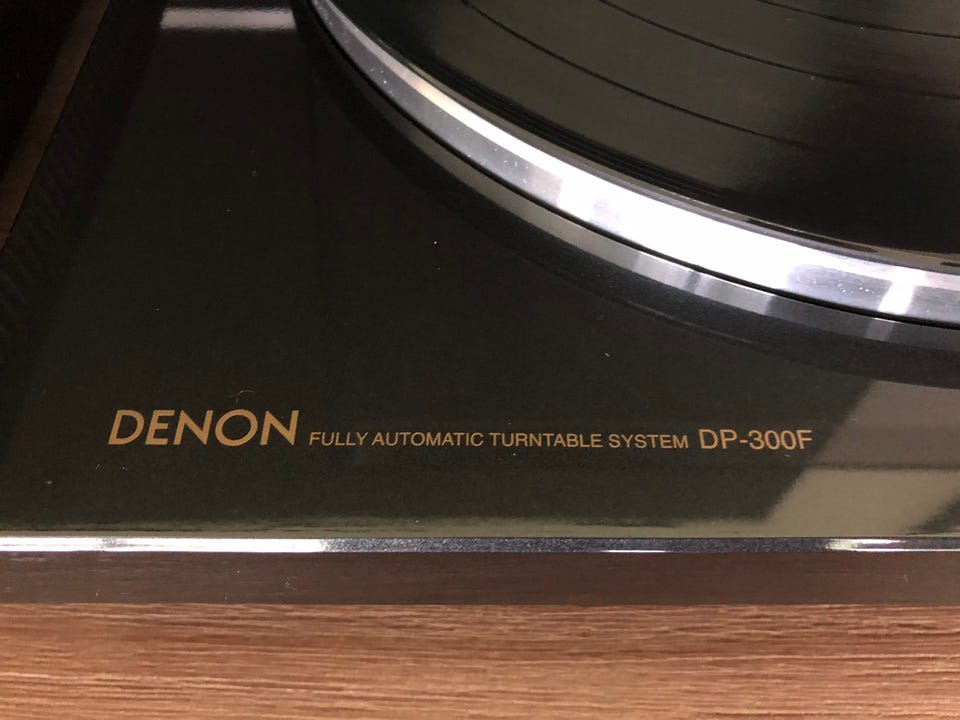 DENON FULLY AUTOMATIC TURNTABLE SYSTEM DP-300F